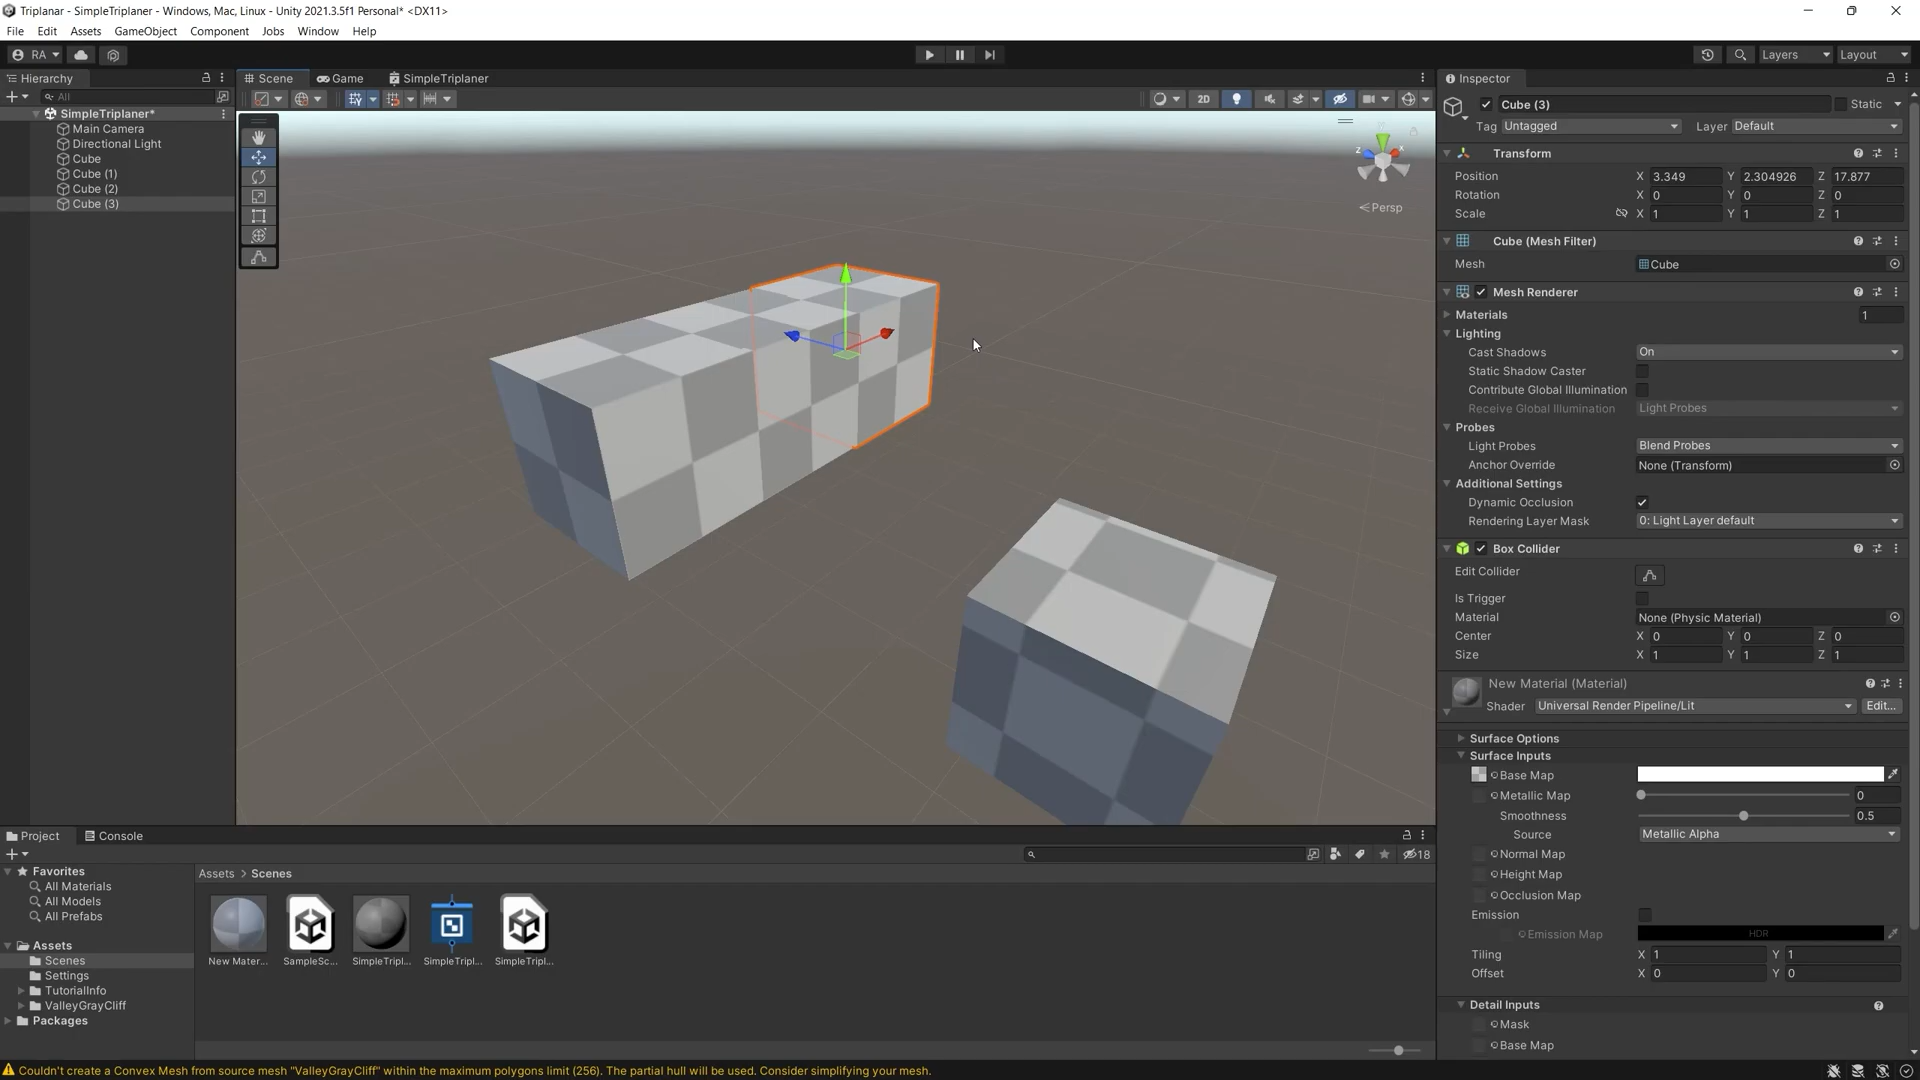 Triplanar - SimpleTriplaner - Windows, Mac, Linux - Unity 2021.3.5f1 Personal* <DX11>
File Edit Assets GameObject Component Jobs Window Help
RA Layers Layout
Hierarchy
All
SimpleTriplaner*
Main Camera
Directional Light
Cube
Cube (1)
Cube (2)
Cube (3)
Scene Game SimpleTriplaner
2D
z x
Persp
Inspector
Cube (3) Static
Tag Untagged Layer Default
Transform
Position X 3.349 Y 2.304926 Z 17.877
Rotation X 0 Y 0 Z 0
Scale X 1 Y 1 Z 1
Cube (Mesh Filter)
Mesh Cube
Mesh Renderer
Materials 1
Lighting
Cast Shadows On
Static Shadow Caster
Contribute Global Illumination
Receive Global Illumination Light Probes
Probes
Light Probes Blend Probes
Anchor Override None (Transform)
Additional Settings
Dynamic Occlusion
Rendering Layer Mask 0: Light Layer default
Box Collider
Edit Collider
Is Trigger
Material None (Physic Material)
Center X 0 Y 0 Z 0
Size X 1 Y 1 Z 1
New Material (Material)
Shader Universal Render Pipeline/Lit Edit...
Surface Options
Surface Inputs
Base Map
Metallic Map 0
Smoothness 0.5
Source Metallic Alpha
Normal Map
Height Map
Occlusion Map
Emission
Emission Map HDR
Tiling X 1 Y 1
Offset X 0 Y 0
Detail Inputs
Mask
Base Map
Project Console
18
Favorites
All Materials
All Models
All Prefabs
Assets
Scenes
Settings
TutorialInfo
ValleyGrayCliff
Packages
Assets > Scenes
New Mater... SampleSc... SimpleTripl... SimpleTripl... SimpleTripl...
Couldn't create a Convex Mesh from source mesh "ValleyGrayCliff" within the maximum polygons limit (256). The partial hull will be used. Consider simplifying your mesh.